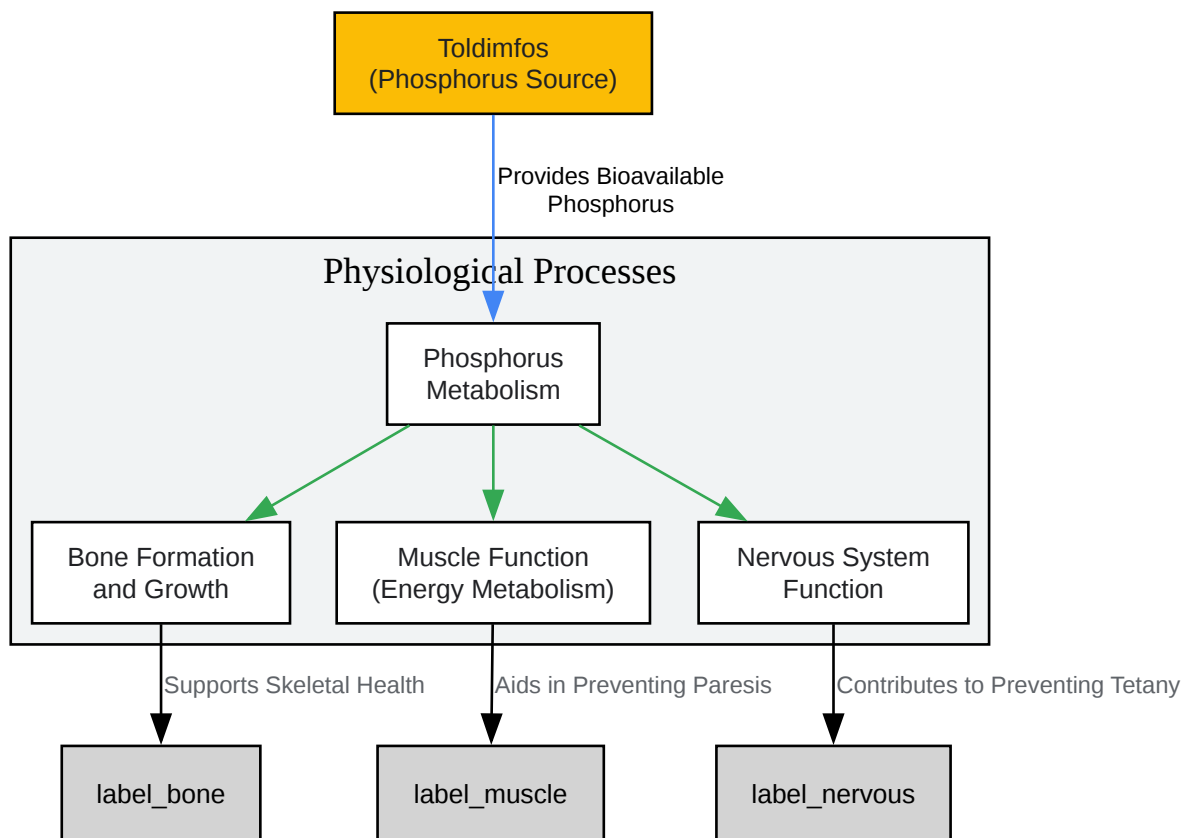 Toldimfos
(Phosphorus Source)
Provides Bioavailable
Phosphorus
Physiological Processes
Phosphorus
Metabolism
Bone Formation
and Growth
Muscle Function
(Energy Metabolism)
Nervous System
Function
Supports Skeletal Health
Aids in Preventing Paresis
Contributes to Preventing Tetany
label_bone
label_muscle
label_nervous